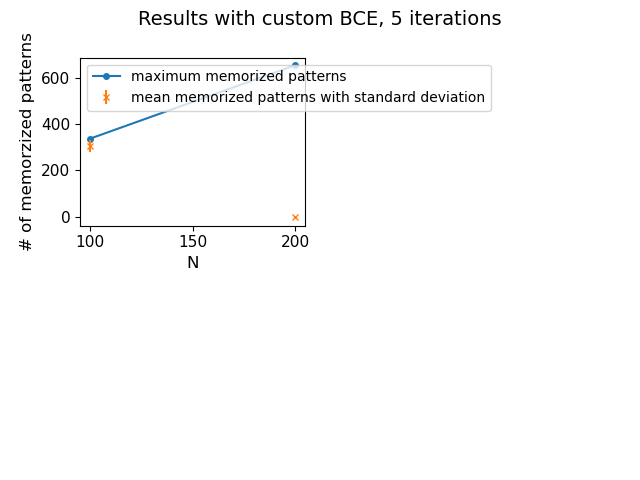 Results with custom BCE, 5 iterations
# of memorzized patterns
600
400
200
0
maximum memorized patterns
mean memorized patterns with standard deviation
100
150
200
N